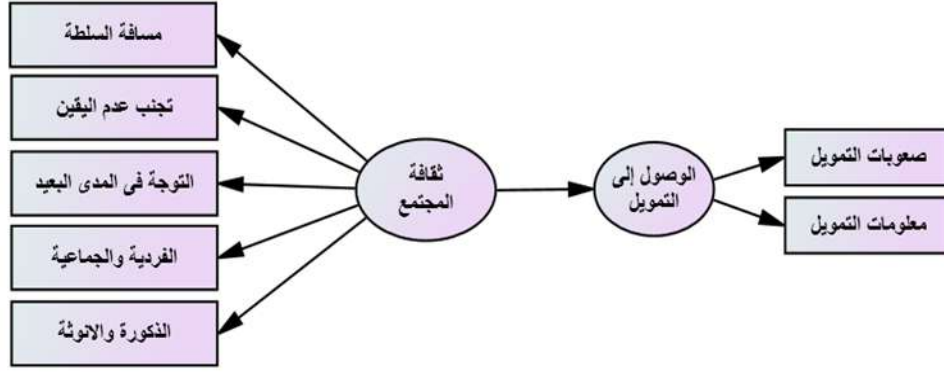 مسافة السلطة
تجنب عدم اليقين
التوجة فى المدى البعيد
الفردية والجماعية
الذكورة والانوثة
ثقافة
المجتمع
الوصول إلى
التمويل
صعوبات التمويل
معلومات التمويل